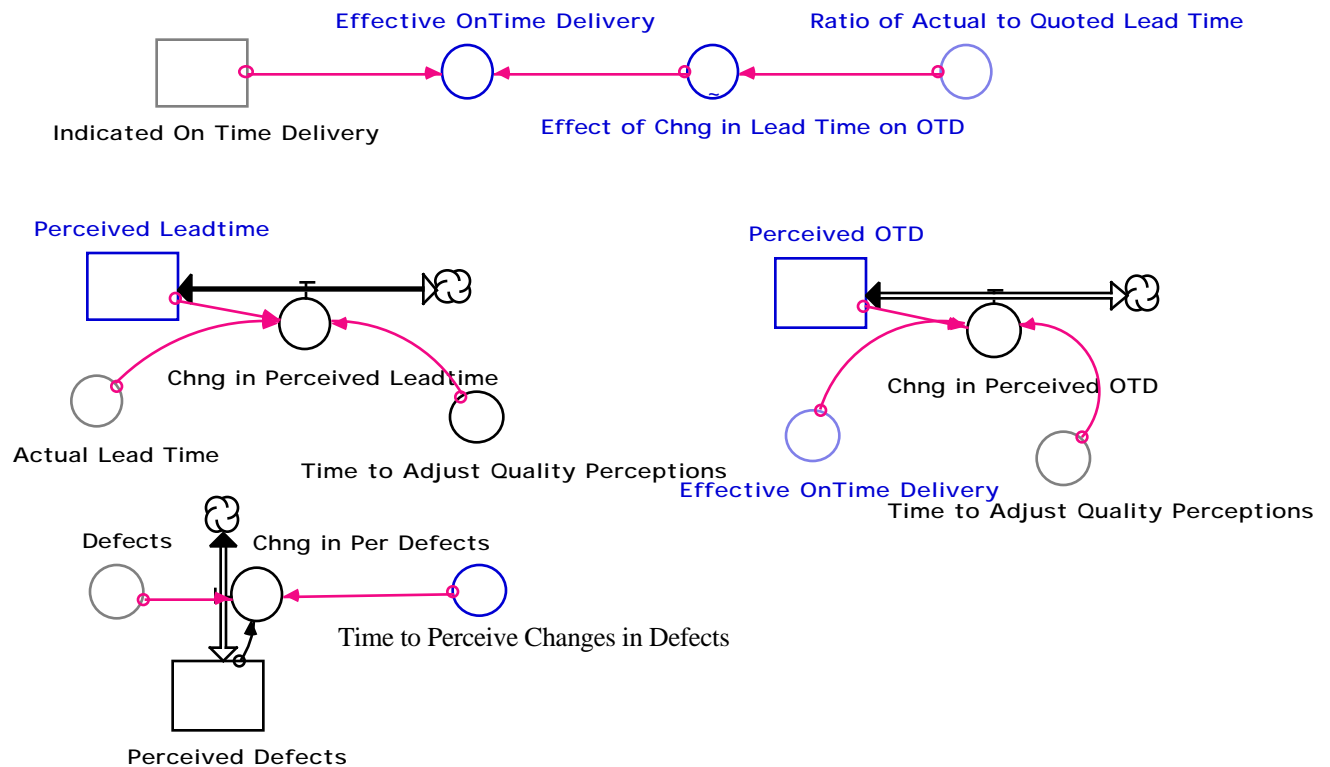 Effective OnTime Delivery
Ratio of Actual to Quoted Lead Time
~
Indicated On Time Delivery
Effect of Chng in Lead Time on OTD
Perceived Leadtime
Perceived OTD
Chng in Perceived Leadtime
Chng in Perceived OTD
Actual Lead Time
Time to Adjust Quality Perceptions
Effective OnTime Delivery
Time to Adjust Quality Perceptions
Defects
Chng in Per Defects
Time to Perceive Changes in Defects
Perceived Defects